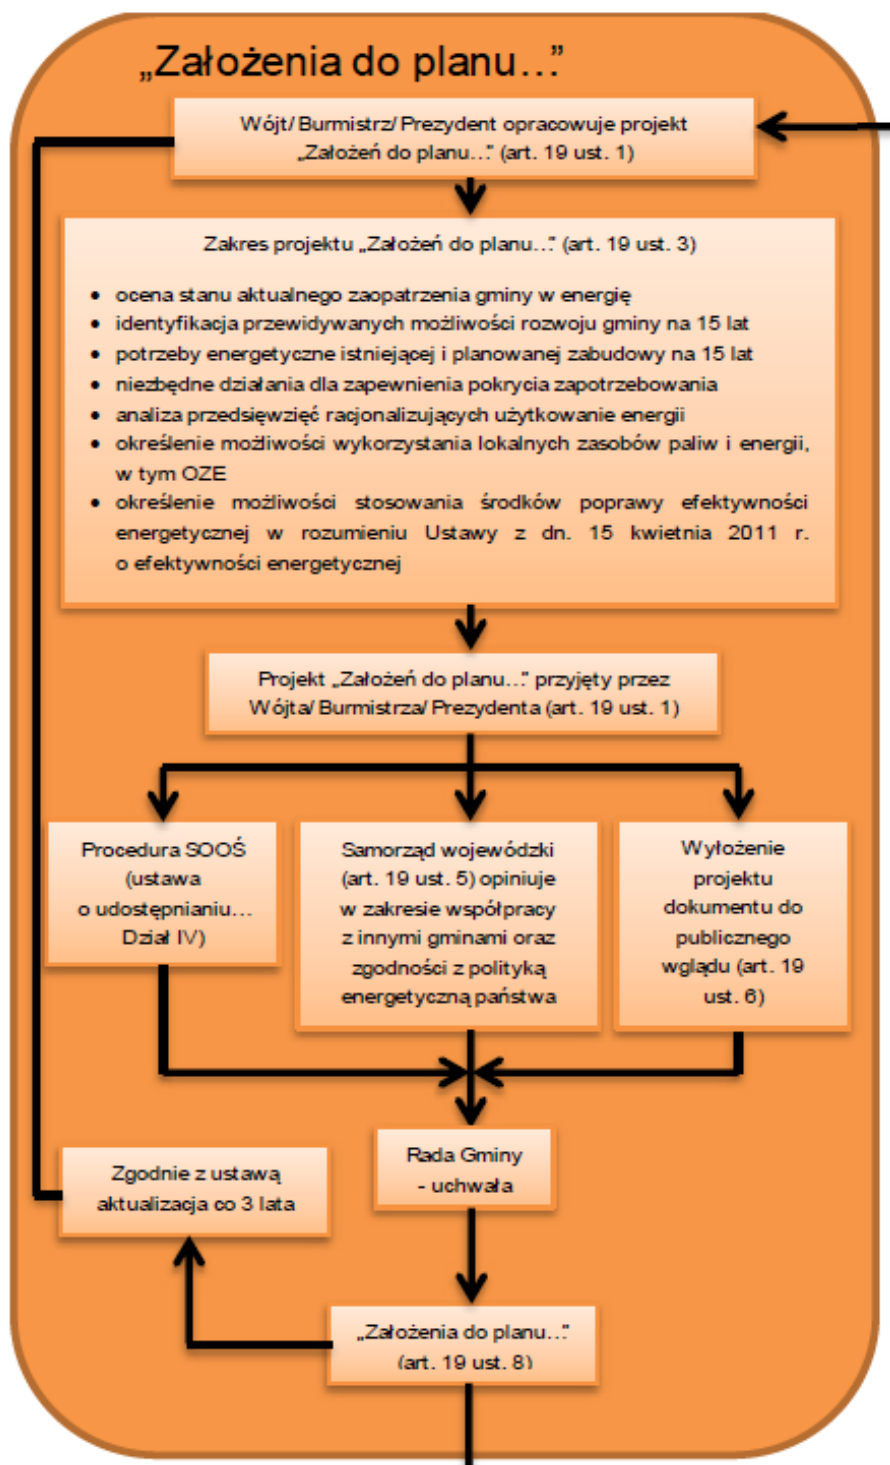 „Założenia do planu...”
Wójt/ Burmistrz/ Prezydent opracowuje projekt
„Założeń do planu...” (art. 19 ust. 1)
Zakres projektu „Założeń do planu...” (art. 19 ust. 3)
• ocena stanu aktualnego zaopatrzenia gminy w energię
• identyfikacja przewidywanych możliwości rozwoju gminy na 15 lat
• potrzeby energetyczne istniejącej i planowanej zabudowy na 15 lat
• niezbędne działania dla zapewnienia pokrycia zapotrzebowania
• analiza przedsięwzięć racjonalizujących użytkowanie energii
• określenie możliwości wykorzystania lokalnych zasobów paliw i energii,
w tym OZE
• określenie możliwości stosowania środków poprawy efektywności
energetycznej w rozumieniu Ustawy z dn. 15 kwietnia 2011 r.
o efektywności energetycznej
Projekt „Założeń do planu...” przyjęty przez
Wójta/ Burmistrza/ Prezydenta (art. 19 ust. 1)
Procedura SOOŚ
(ustawa
o udostępnianiu...
Dział IV)
Samorząd wojewódzki
(art. 19 ust. 5) opiniuje
w zakresie współpracy
z innymi gminami oraz
zgodności z polityką
energetyczną państwa
Wyłożenie
projektu
dokumentu do
publicznego
wglądu (art. 19
ust. 6)
Rada Gminy
- uchwała
Zgodnie z ustawą
aktualizacja co 3 lata
„Założenia do planu...”
(art. 19 ust. 8)